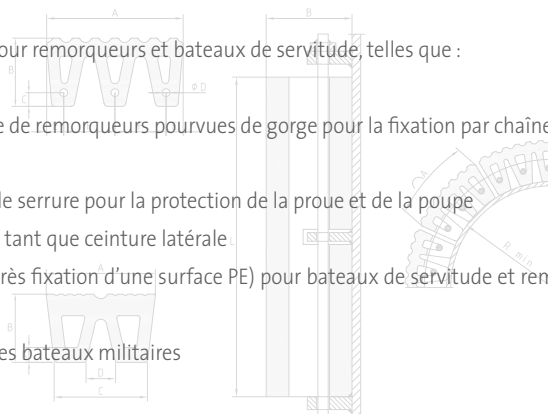 A
B
our remorqueurs et bateaux de servitude, telles que :
B
C
Φ D
e de remorqueurs pourvues de gorge pour la fixation par chaîne
A
le serrure pour la protection de la proue et de la poupe
tant que ceinture latérale
L
R min
A
rès fixation d'une surface PE) pour bateaux de servitude et rem
B
es bateaux militaires
D
C